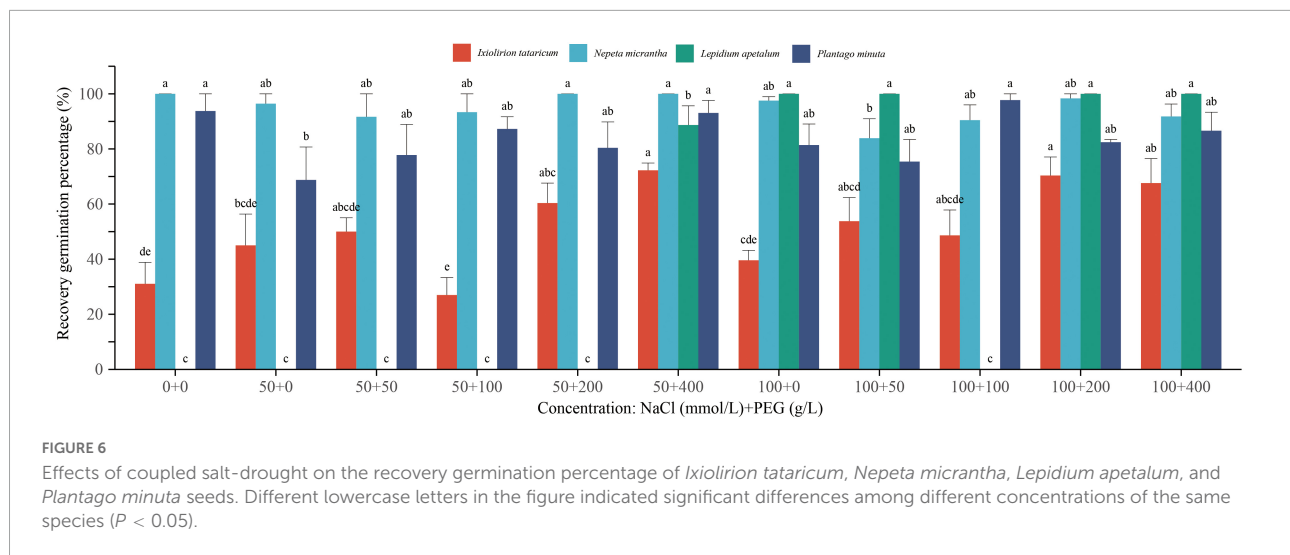 Ixiolirion tataricum Nepeta micrantha Lepidium apetalum Plantago minuta
Recovery germination percentage (%)
100
80
60
40
20
0
de a c a
bcde ab c b
abcde ab c ab
e ab c ab
abc a c ab
a a b a
cde ab a ab
abcd b a ab
abcde ab c a
a ab a ab
ab ab a ab
0+0 50+0 50+50 50+100 50+200 50+400 100+0 100+50 100+100 100+200 100+400
Concentration: NaCl (mmol/L)+PEG (g/L)
FIGURE 6
Effects of coupled salt-drought on the recovery germination percentage of Ixiolirion tataricum, Nepeta micrantha, Lepidium apetalum, and
Plantago minuta seeds. Different lowercase letters in the figure indicated significant differences among different concentrations of the same
species (P < 0.05).